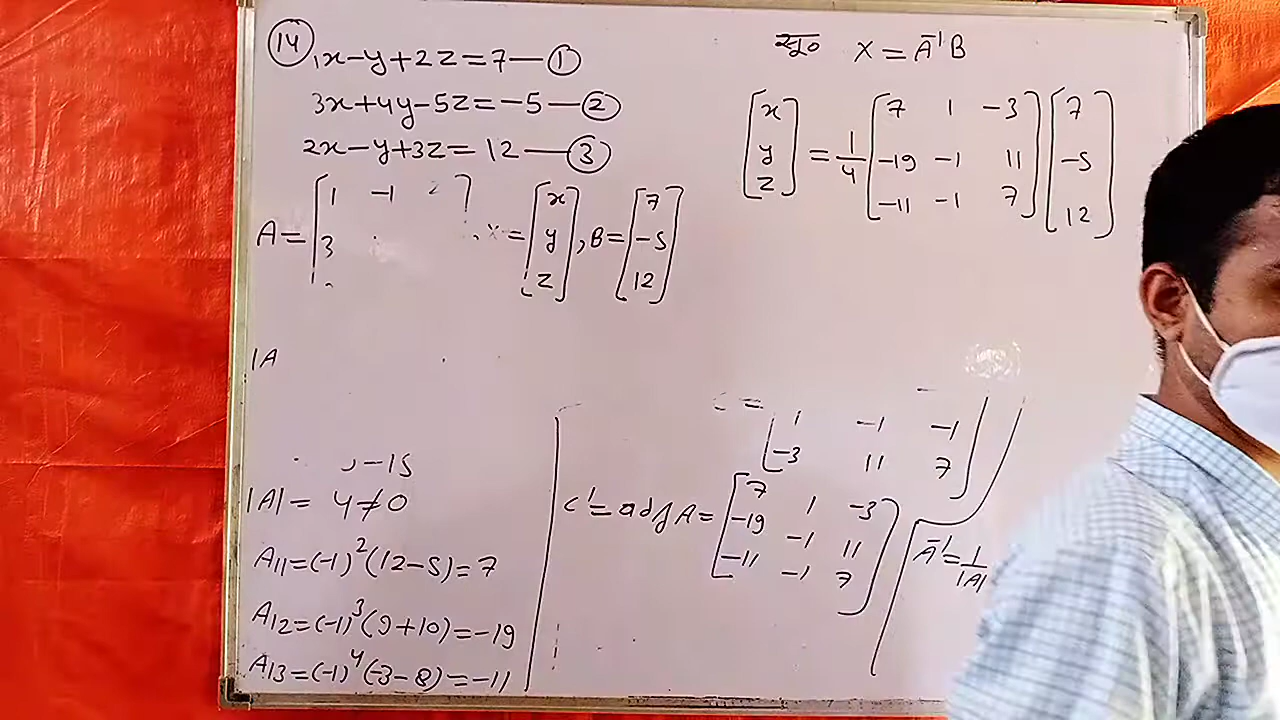 14 1x-y+2z=7—①
3x+4y-5z=-5—②
2x-y+3z=12—③
A=[1 -1 2
3
, X=[x
y
z], B=[7
-5
12]
|A
-15
|A|= 4≠0
A11=(-1)²(12-5)=7
A12=(-1)³(9+10)=-19
A13=(-1)⁴(-3-8)=-11
सू० X=A⁻¹B
[x
y
z] = 1/4 [7 1 -3
-19 -1 11
-11 -1 7] [7
-5
12]
1 -1 -1
-3 11 7]
C'=adjA=[7 1 -3
-19 -1 11
-11 -1 7]
A⁻¹=1/|A|